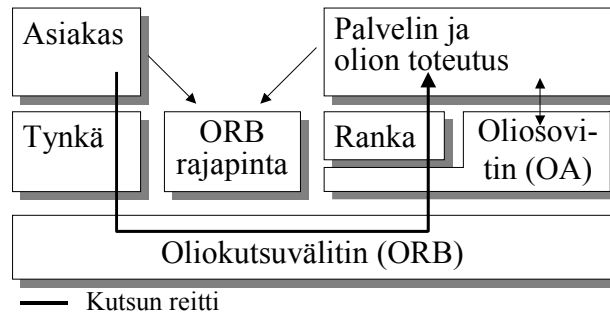 Asiakas
Palvelin ja
olion toteutus
Tynkä
ORB
rajapinta
Ranka
Oliosovi-
tin (OA)
Oliokutsuvälitin (ORB)
Kutsun reitti